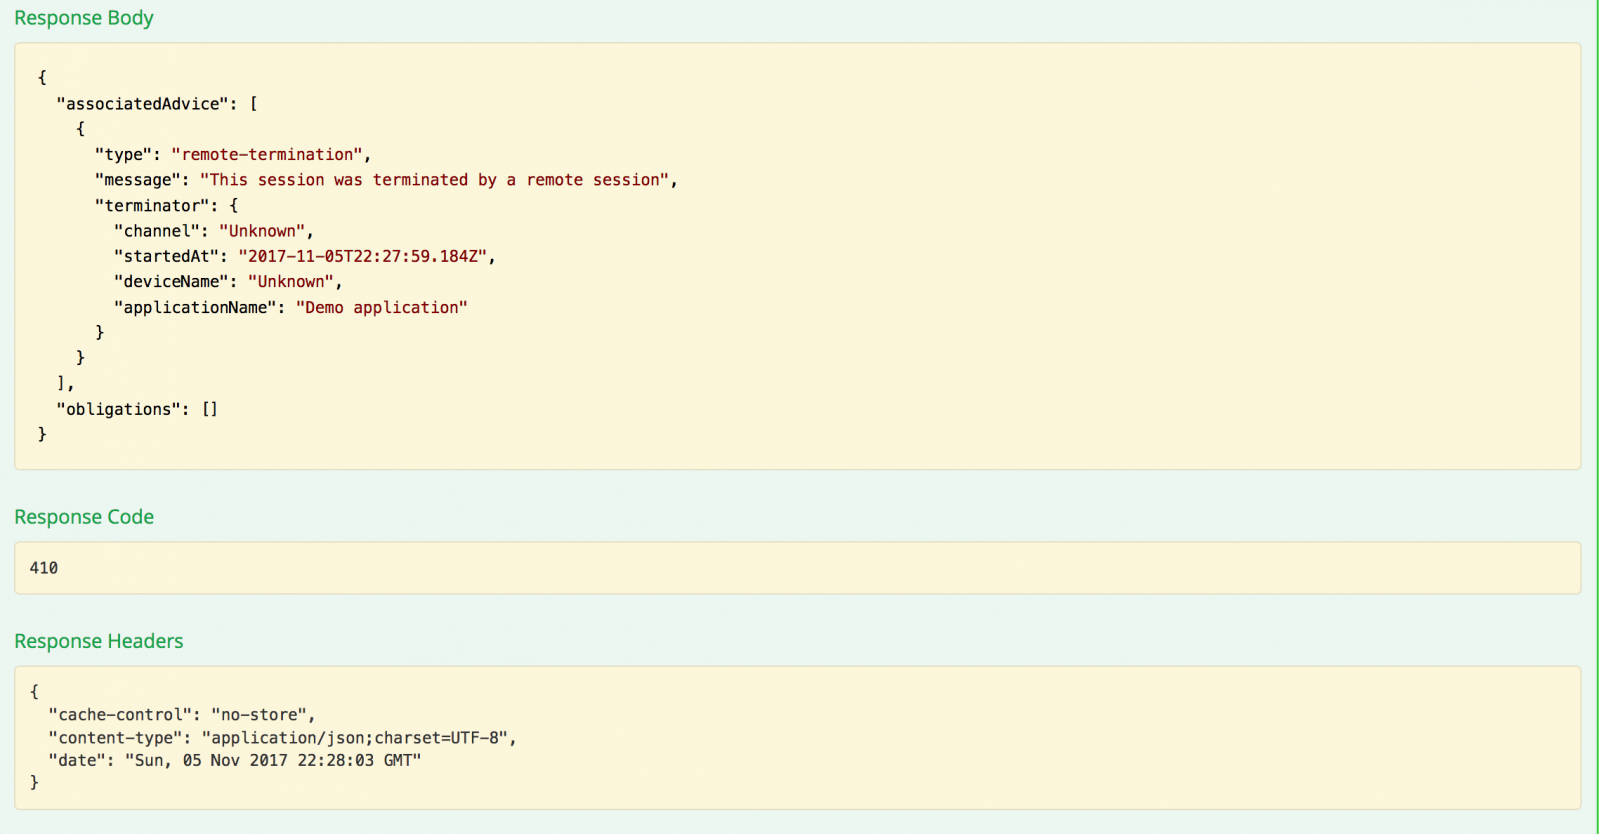 Response Body
{
  "associatedAdvice": [
    {
      "type": "remote-termination",
      "message": "This session was terminated by a remote session",
      "terminator": {
        "channel": "Unknown",
        "startedAt": "2017-11-05T22:27:59.184Z",
        "deviceName": "Unknown",
        "applicationName": "Demo application"
      }
    }
  ],
  "obligations": []
}
Response Code
410
Response Headers
{
  "cache-control": "no-store",
  "content-type": "application/json;charset=UTF-8",
  "date": "Sun, 05 Nov 2017 22:28:03 GMT"
}